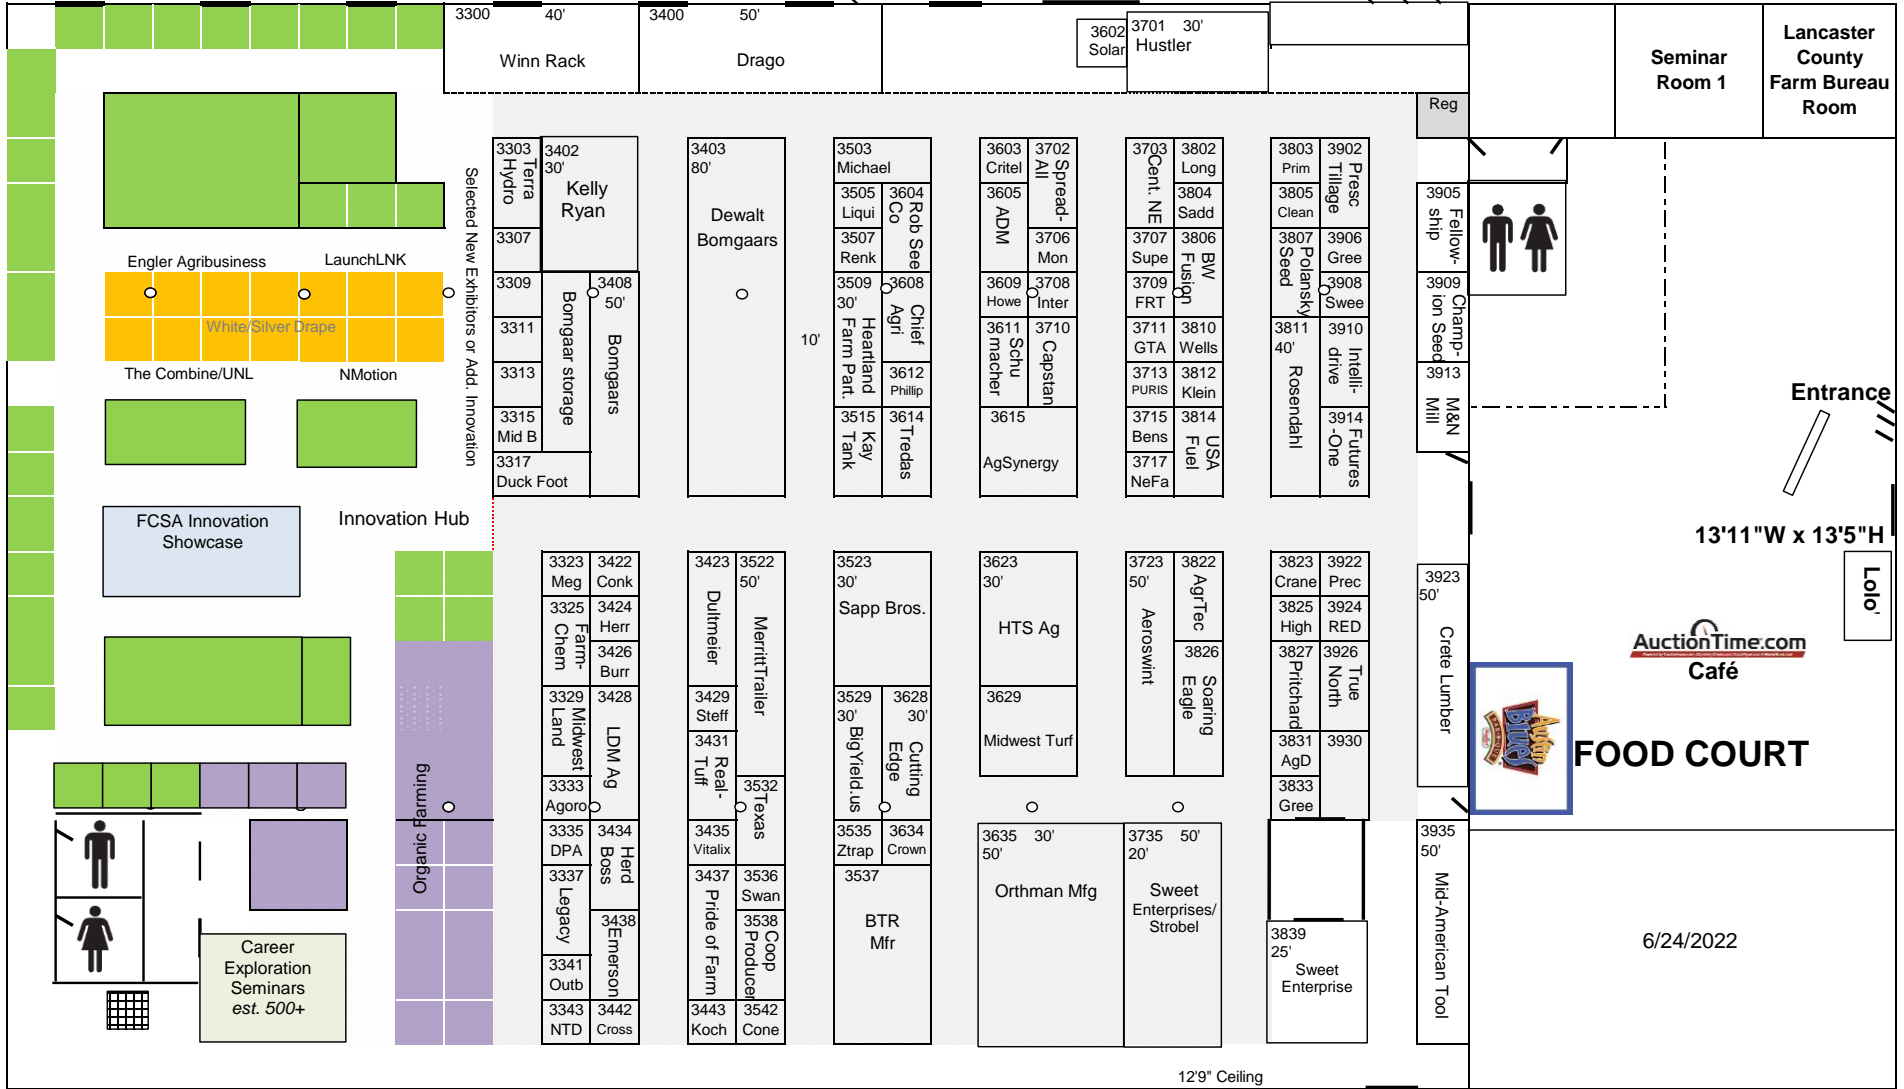 3300 40'
Winn Rack
3400 50'
Drago
3602
Solar
3701 30'
Hustler
Seminar
Room 1
Lancaster
County
Farm Bureau
Room
Reg
Selected New Exhibitors or Add. Innovation
3303
Terra
Hydro
3402
30'
Kelly
Ryan
3307
3309
3311
3313
3315
Mid B
3317
Duck Foot
Bomgaar storage
3408
50'
Bomgaars
3403
80'
Dewalt
Bomgaars
10'
3503
Michael
3505
Liqui
3604
Rob See
Co
3507
Renk
3509
30'
Heartland
Farm Part.
3608
Chief
Agri
3612
Phillip
3515
Kay
Tank
3614
Tredas
3603
Critel
3702
Spread-
All
3605
ADM
3706
Mon
3609
Howe
3708
Inter
3611
Schu
macher
3710
Capstan
3615
AgSynergy
3703
Cent. NE
3802
Long
3804
Sadd
3707
Supe
3806
BW
Fusion
3709
FRT
3711
GTA
3810
Wells
3713
PURIS
3812
Klein
3715
Bens
3814
USA
Fuel
3717
NeFa
3803
Prim
3902
Presc
Tillage
3805
Clean
3807
Polansky
Seed
3906
Gree
3908
Swee
3811
40'
Rosendahl
3910
Intelli-
drive
3914
Futures
-One
3905
Fellow-
ship
3909
Champ-
ion Seed
3913
M&N
Mill
Engler Agribusiness
LaunchLNK
White/Silver Drape
The Combine/UNL
NMotion
FCSA Innovation
Showcase
Innovation Hub
Entrance
13'11"W x 13'5"H
Lolo'
AuctionTime.com
Café
Austin
Blues
FOOD COURT
3323
Meg
3422
Conk
3325
Farm-
Chem
3424
Herr
3426
Burr
3329
Midwest
Land
3428
LDM Ag
3333
Agoro
3335
DPA
3434
Herd
Boss
3337
Legacy
3438
Emerson
3341
Outb
3343
NTD
3442
Cross
3423
Dultmeier
3522
50'
MerrittTrailer
3429
Steff
3431
Real-
Tuff
3532
Texas
3435
Vitalix
3437
Pride of Farm
3536
Swan
3538
Coop
Producer
3443
Koch
3542
Cone
3523
30'
Sapp Bros.
3529
30'
BigYield.us
3628
30'
Cutting
Edge
3535
Ztrap
3634
Crown
3537
BTR
Mfr
3623
30'
HTS Ag
3629
Midwest Turf
3635 30'
50'
Orthman Mfg
3723
50'
Aeroswint
3822
AgrTec
3826
Soaring
Eagle
3735 50'
20'
Sweet
Enterprises/
Strobel
3823
Crane
3922
Prec
3825
High
3924
RED
3827
Pritchard
3926
True
North
3831
AgD
3930
3833
Gree
3839
25'
Sweet
Enterprise
3923
50'
Crete Lumber
3935
50'
Mid-American Tool
Organic Farming
Career
Exploration
Seminars
est. 500+
6/24/2022
12'9" Ceiling